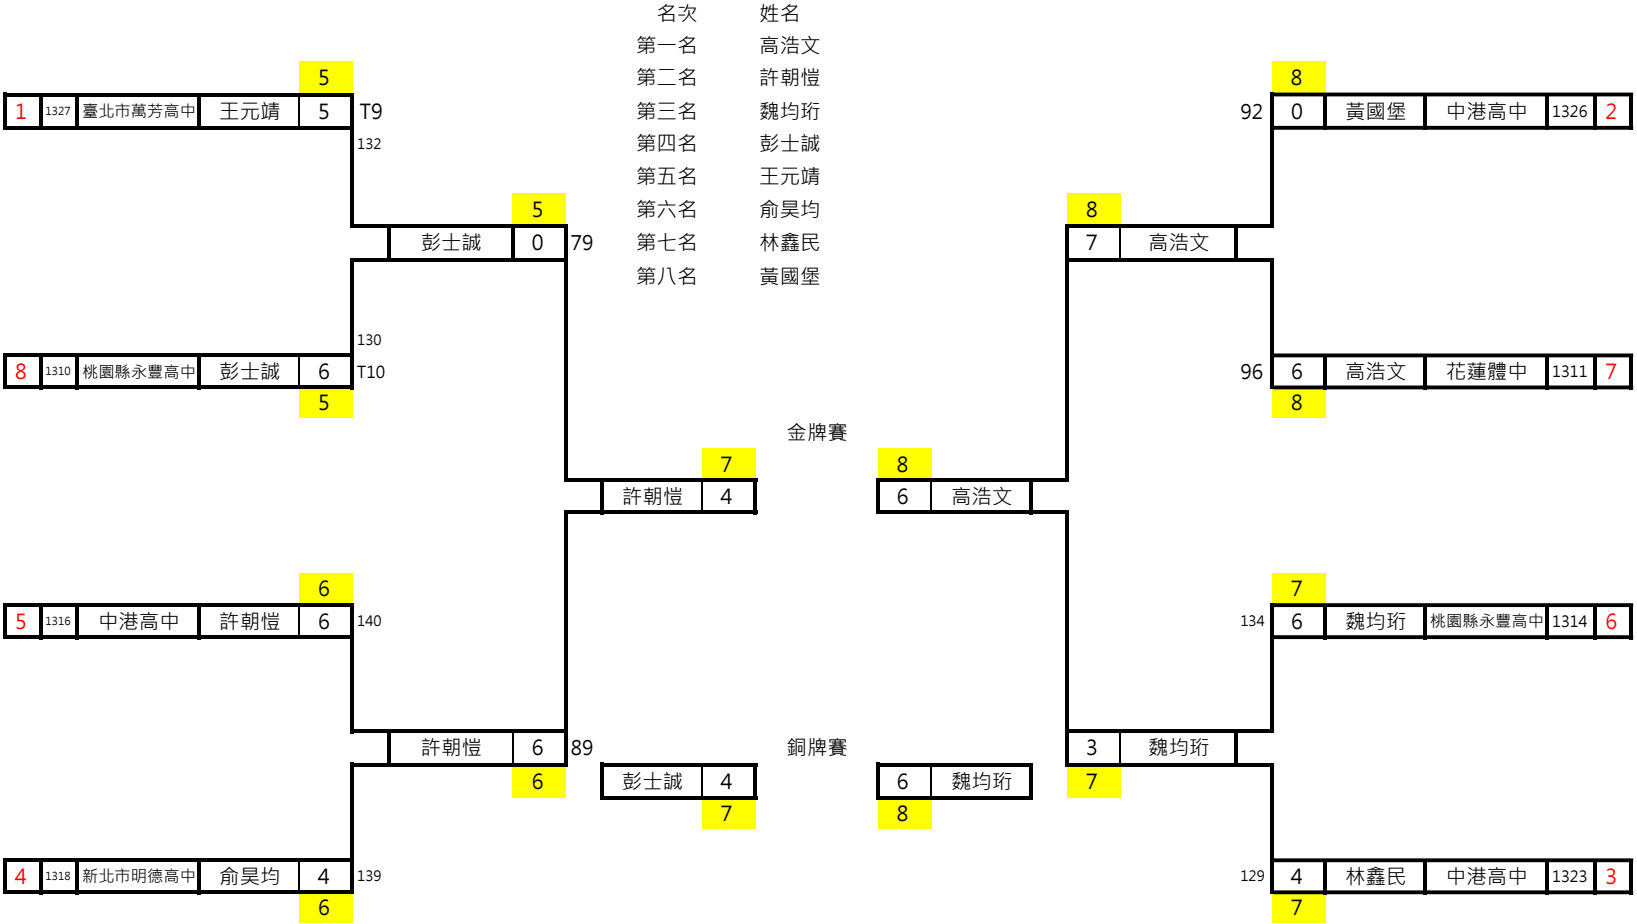 名次 姓名
第一名 高浩文
5 第二名 許朝愷 8
1 1327 臺北市萬芳高中 王元靖 5 T9 第三名 魏均珩 92 0 黃國堡 中港高中 1326 2
132 第四名 彭士誠
第五名 王元靖
5 第六名 俞昊均 8
彭士誠 0 79 第七名 林鑫民 7 高浩文
第八名 黃國堡
130
8 1310 桃園縣永豐高中 彭士誠 6 T10 96 6 高浩文 花蓮體中 1311 7
5 8
金牌賽
7 8
許朝愷 4 6 高浩文
6 7
5 1316 中港高中 許朝愷 6 140 134 6 魏均珩 桃園縣永豐高中 1314 6
許朝愷 6 89 銅牌賽 3 魏均珩
6 彭士誠 4 6 魏均珩 7
7 8
4 1318 新北市明德高中 俞昊均 4 139 129 4 林鑫民 中港高中 1323 3
6 7